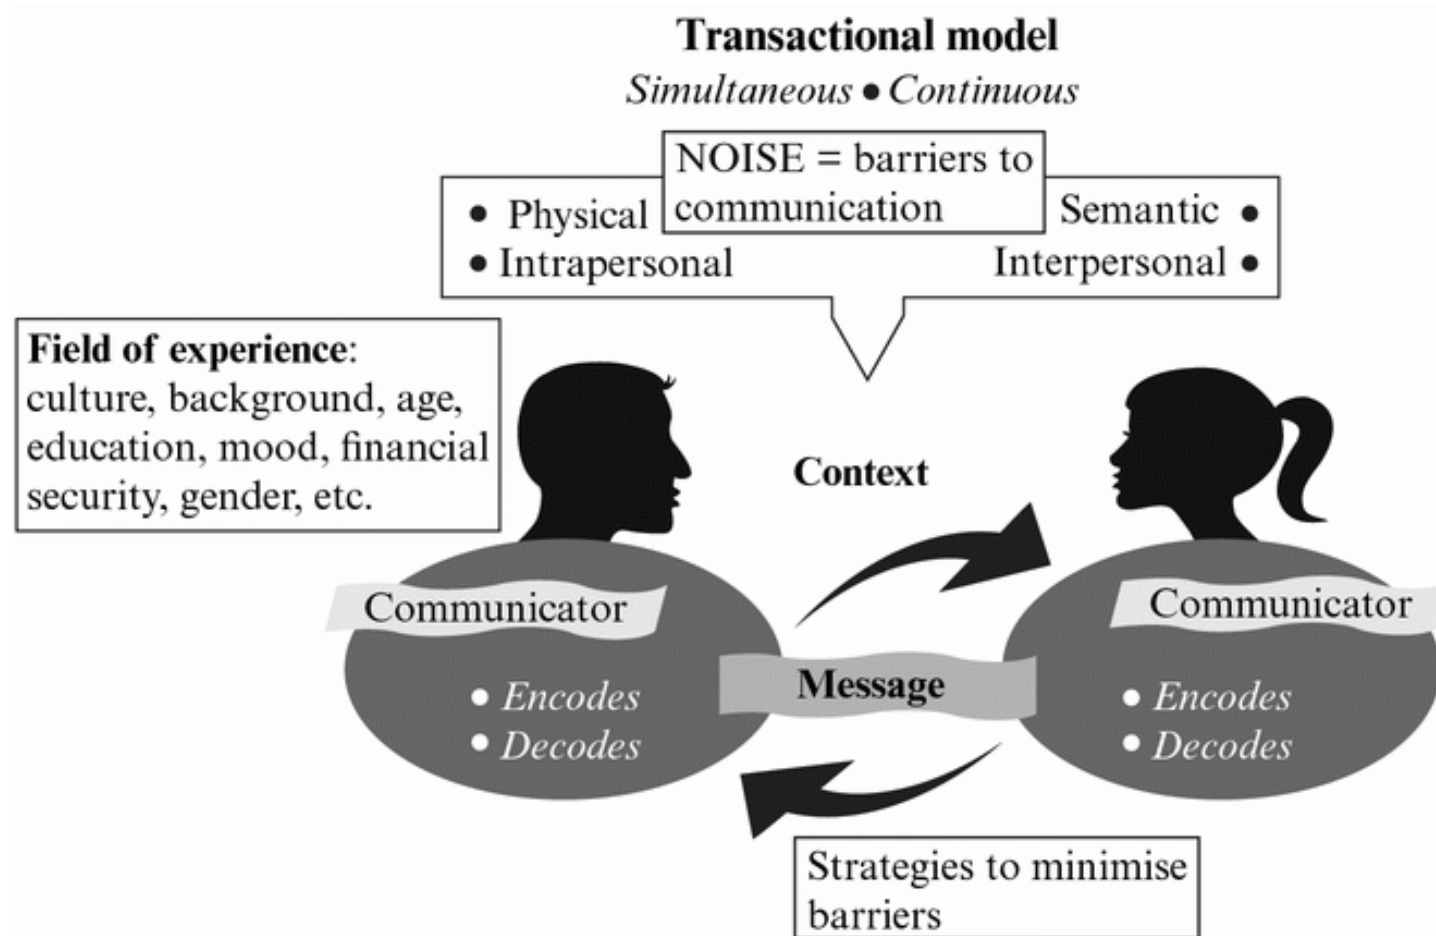 Transactional model
Simultaneous • Continuous
NOISE = barriers to
communication
• Physical
• Intrapersonal
Semantic •
Interpersonal •
Field of experience:
culture, background, age,
education, mood, financial
security, gender, etc.
Context
Communicator
• Encodes
• Decodes
Message
Communicator
• Encodes
• Decodes
Strategies to minimise
barriers